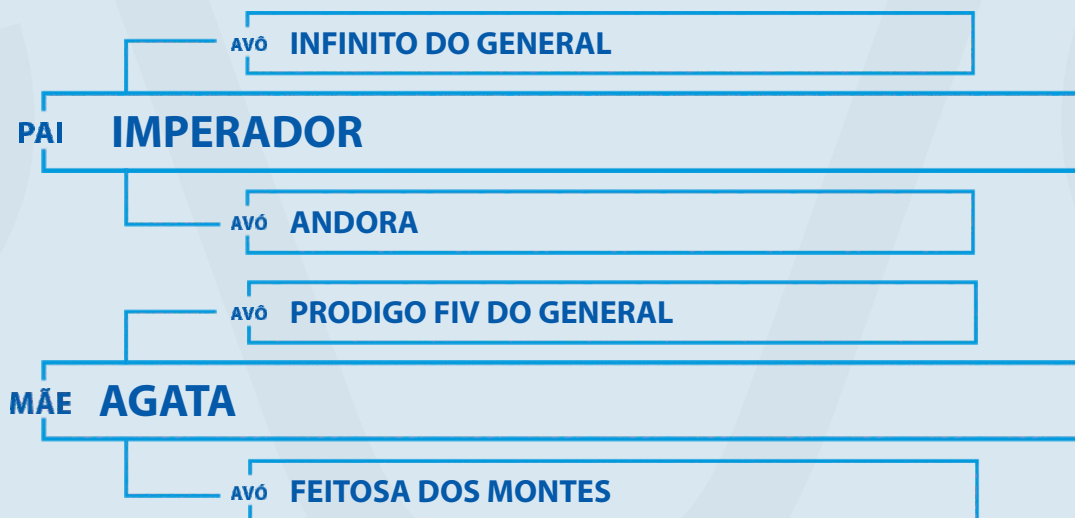 AVÔ INFINITO DO GENERAL
PAI IMPERADOR
AVÓ ANDORA
AVÔ PRODIGO FIV DO GENERAL
MÃE AGATA
AVÓ FEITOSA DOS MONTES